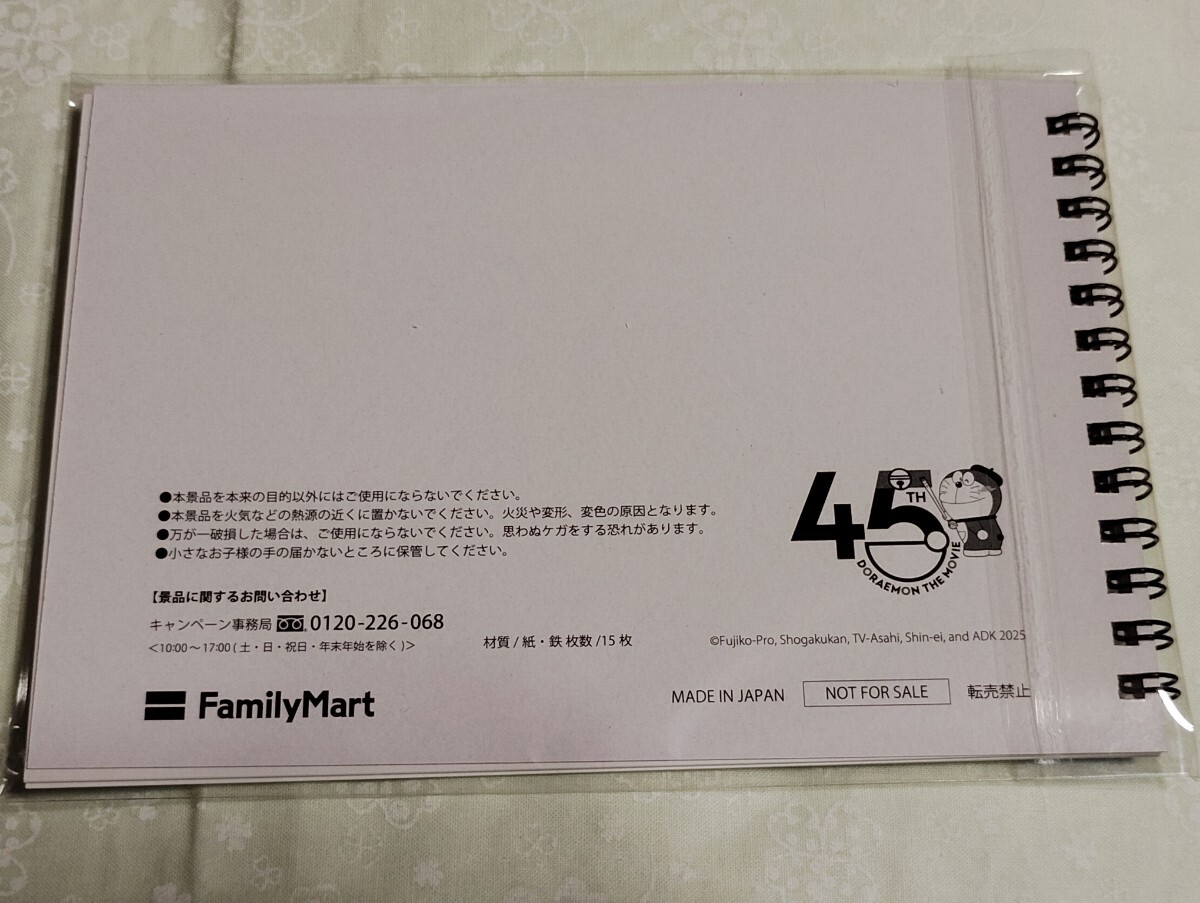 ●本景品を本来の目的以外にはご使用にならないでください。
●本景品を火気などの熱源の近くに置かないでください。火災や変形、変色の原因となります。
●万が一破損した場合は、ご使用にならないでください。思わぬケガをする恐れがあります。
●小さなお子様の手の届かないところに保管してください。
45TH
DORAEMON THE MOVIE
【景品に関するお問い合わせ】
キャンペーン事務局 0120-226-068
＜10:00～17:00(土・日・祝日・年末年始を除く)＞
材質/紙・鉄 枚数/15枚
©Fujiko-Pro, Shogakukan, TV-Asahi, Shin-ei, and ADK 2025
FamilyMart
MADE IN JAPAN NOT FOR SALE 転売禁止